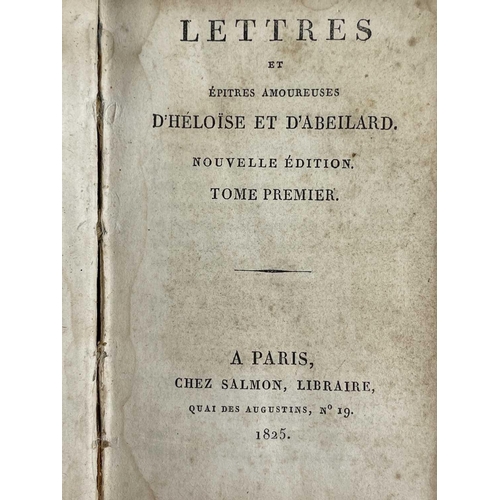 LETTRES
ET
ÉPITRES AMOUREUSES
D'HÉLOÏSE ET D'ABEILARD.
NOUVELLE ÉDITION.
TOME PREMIER.
A PARIS,
CHEZ SALMON, LIBRAIRE,
QUAI DES AUGUSTINS, Nº 19.
1825.